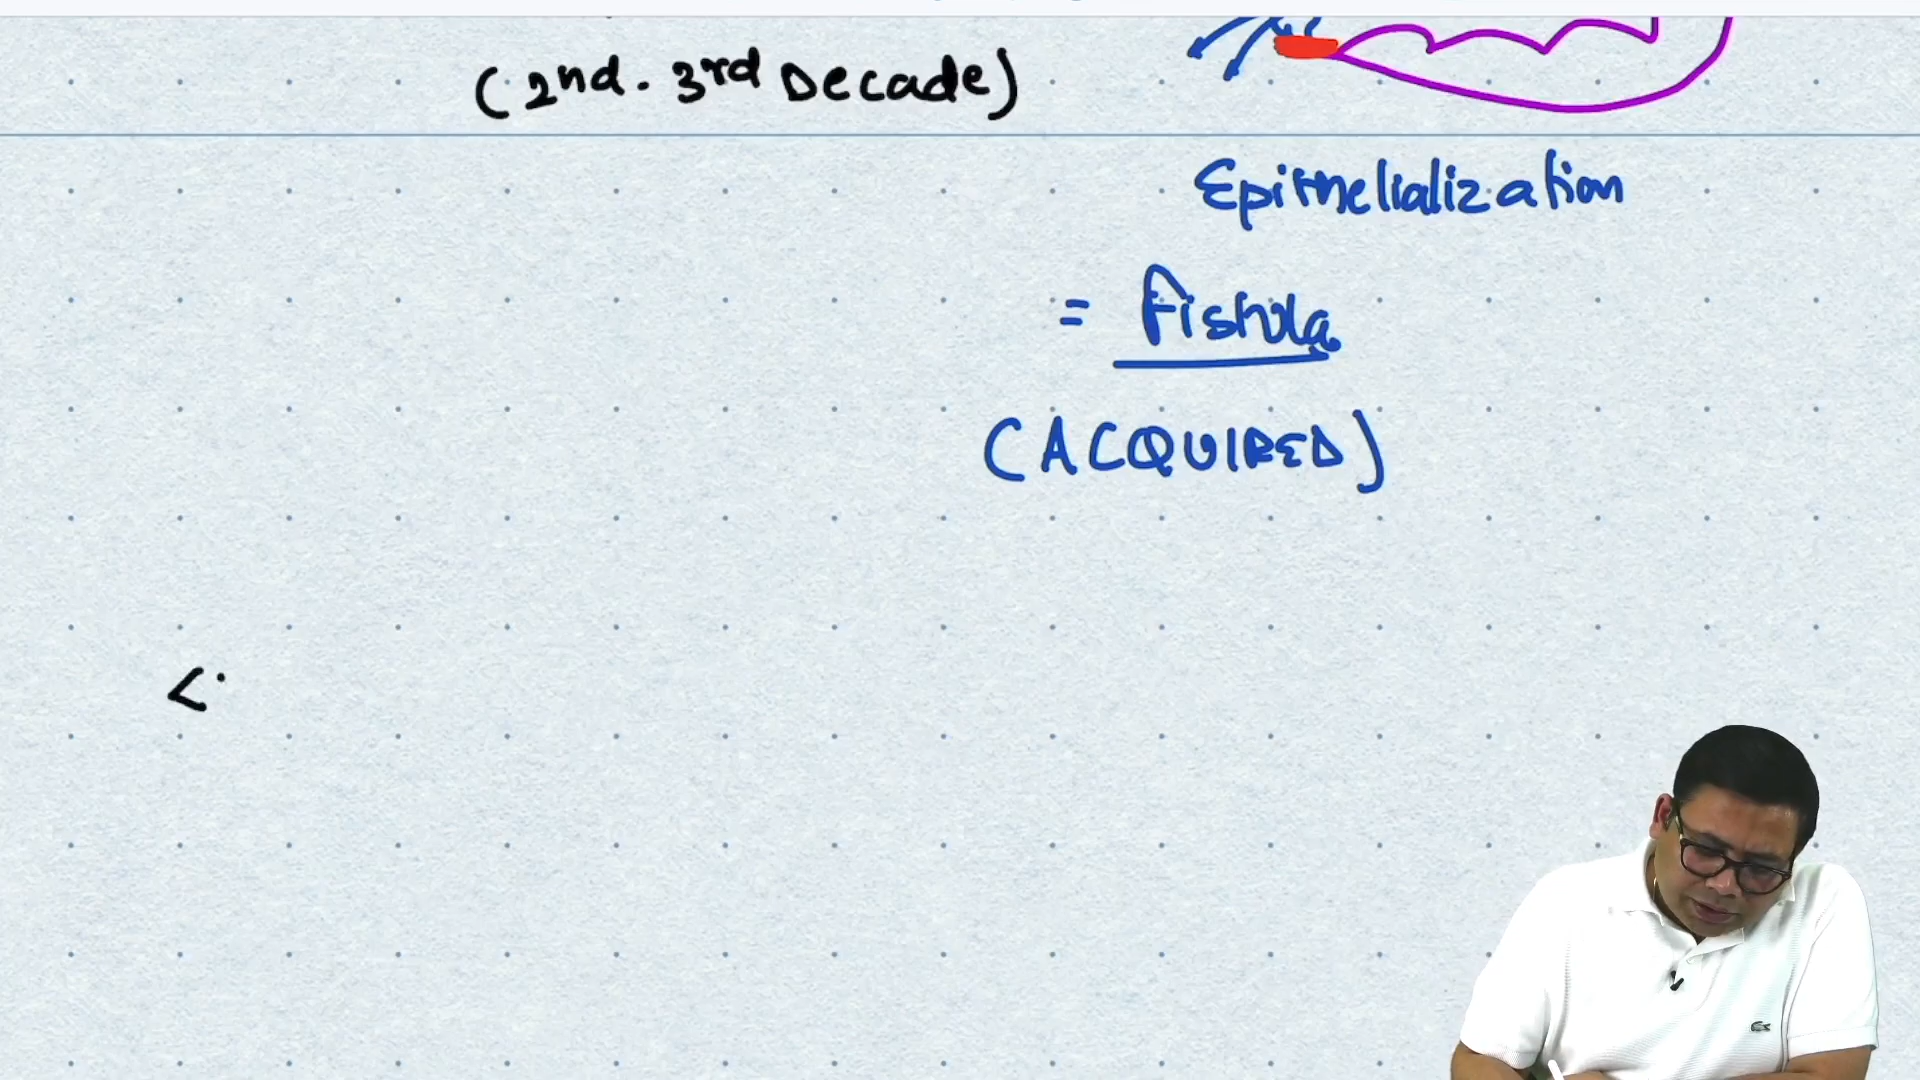 (2nd. 3rd Decade)
Epithelialization
= Fistula
(ACQUIRED)
<